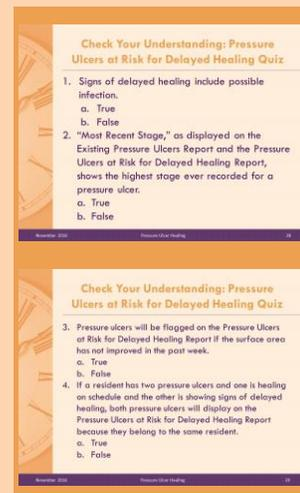 Check Your Understanding: Pressure
Ulcers at Risk for Delayed Healing Quiz
1. Signs of delayed healing include possible
infection.
a. True
b. False
2. “Most Recent Stage,” as displayed on the
Existing Pressure Ulcers Report and the Pressure
Ulcers at Risk for Delayed Healing Report,
shows the highest stage ever recorded for a
pressure ulcer.
a. True
b. False
November 2016 Pressure Ulcer Healing 28
Check Your Understanding: Pressure
Ulcers at Risk for Delayed Healing Quiz
3. Pressure ulcers will be flagged on the Pressure Ulcers
at Risk for Delayed Healing Report if the surface area
has not improved in the past week.
a. True
b. False
4. If a resident has two pressure ulcers and one is healing
on schedule and the other is showing signs of delayed
healing, both pressure ulcers will display on the
Pressure Ulcers at Risk for Delayed Healing Report
because they belong to the same resident.
a. True
b. False
November 2016 Pressure Ulcer Healing 29